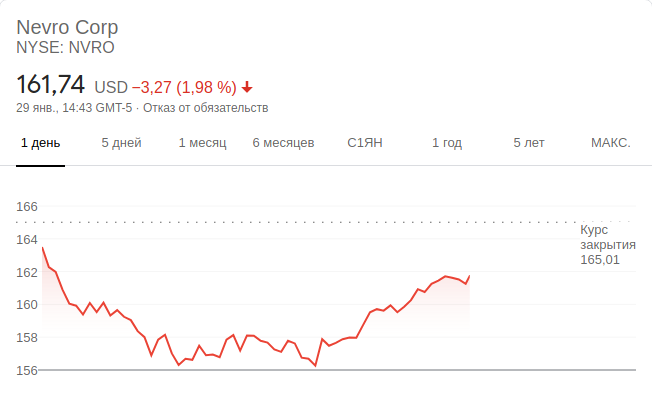 Nevro Corp
NYSE: NVRO
161,74 USD −3,27 (1,98 %)
29 янв., 14:43 GMT-5 · Отказ от обязательств
1 день 5 дней 1 месяц 6 месяцев С1ЯН 1 год 5 лет МАКС.
166
164
162
160
158
156
Курс
закрытия
165,01